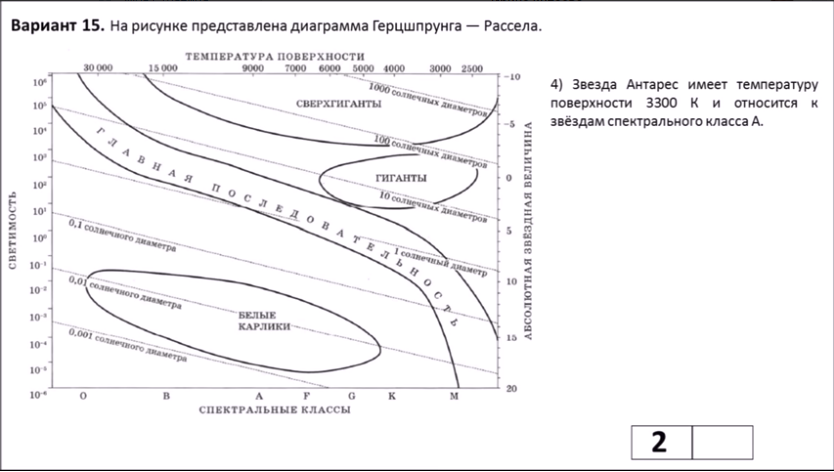 Вариант 15. На рисунке представлена диаграмма Герцшпрунга — Рассела.
ТЕМПЕРАТУРА ПОВЕРХНОСТИ
30 000 15 000 9000 7000 6000 5000 4000 3000 2500
4) Звезда Антарес имеет температуру
поверхности 3300 К и относится к
звёздам спектрального класса А.
СВЕТИМОСТЬ
10⁶
10⁵
10⁴
10³
10²
10¹
10⁰
10⁻¹
10⁻²
10⁻³
10⁻⁴
10⁻⁵
10⁻⁶
1000 солнечных диаметров
СВЕРХГИГАНТЫ
100 солнечных диаметров
ГИГАНТЫ
10 солнечных диаметров
ГЛАВНАЯ ПОСЛЕДОВАТЕЛЬНОСТЬ
1 солнечный диаметр
0,1 солнечного диаметра
0,01 солнечного диаметра
БЕЛЫЕ
КАРЛИКИ
0,001 солнечного диаметра
−10
−5
0
5
10
15
20
АБСОЛЮТНАЯ ЗВЁЗДНАЯ ВЕЛИЧИНА
O B A F G K M
СПЕКТРАЛЬНЫЕ КЛАССЫ
2